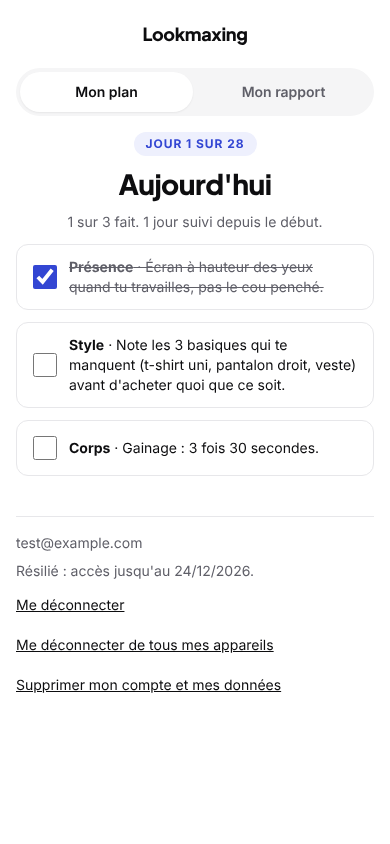 Lookmaxing
Mon plan
Mon rapport
JOUR 1 SUR 28
Aujourd'hui
1 sur 3 fait. 1 jour suivi depuis le début.
Présence · Écran à hauteur des yeux
quand tu travailles, pas le cou penché.
Style · Note les 3 basiques qui te
manquent (t-shirt uni, pantalon droit, veste)
avant d'acheter quoi que ce soit.
Corps · Gainage : 3 fois 30 secondes.
test@example.com
Résilié : accès jusqu'au 24/12/2026.
Me déconnecter
Me déconnecter de tous mes appareils
Supprimer mon compte et mes données